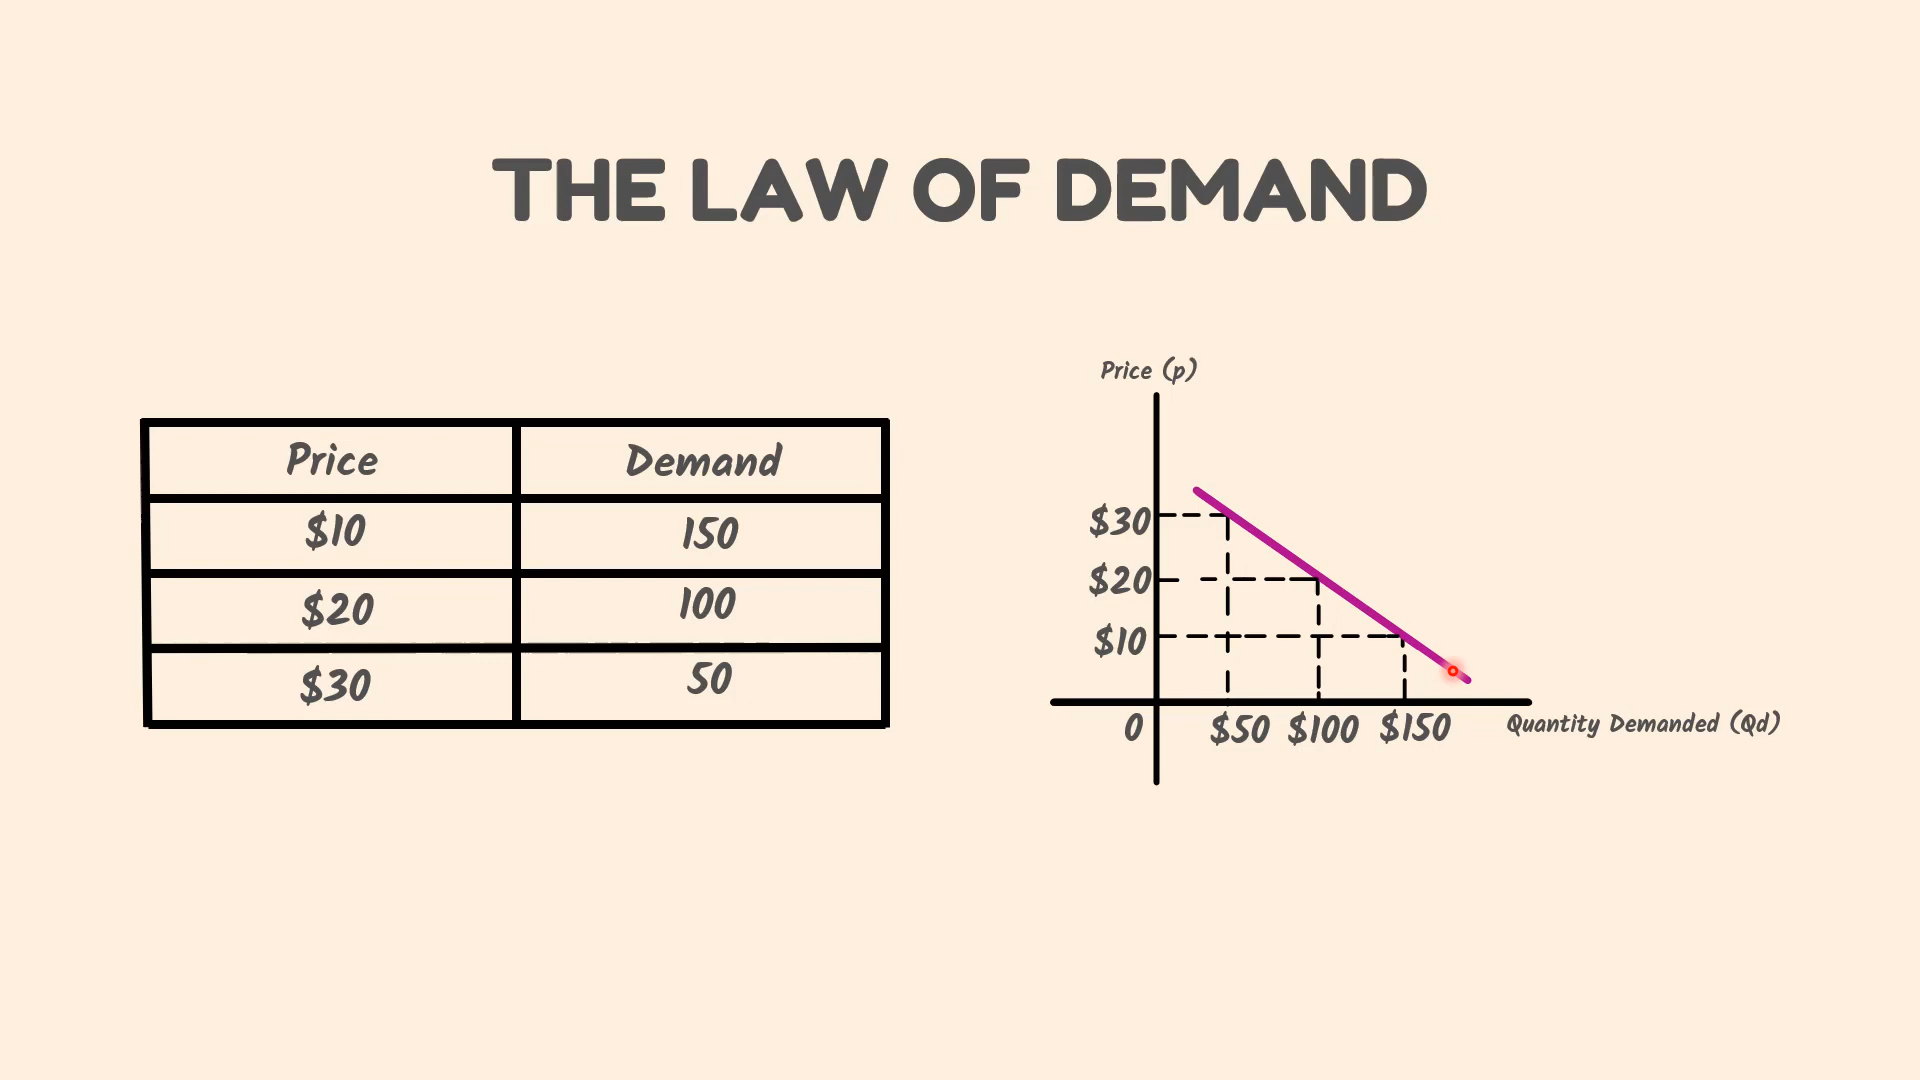 THE LAW OF DEMAND
Price Demand
$10 150
$20 100
$30 50
Price (p)
$30
$20
$10
0 $50 $100 $150 Quantity Demanded (Qd)